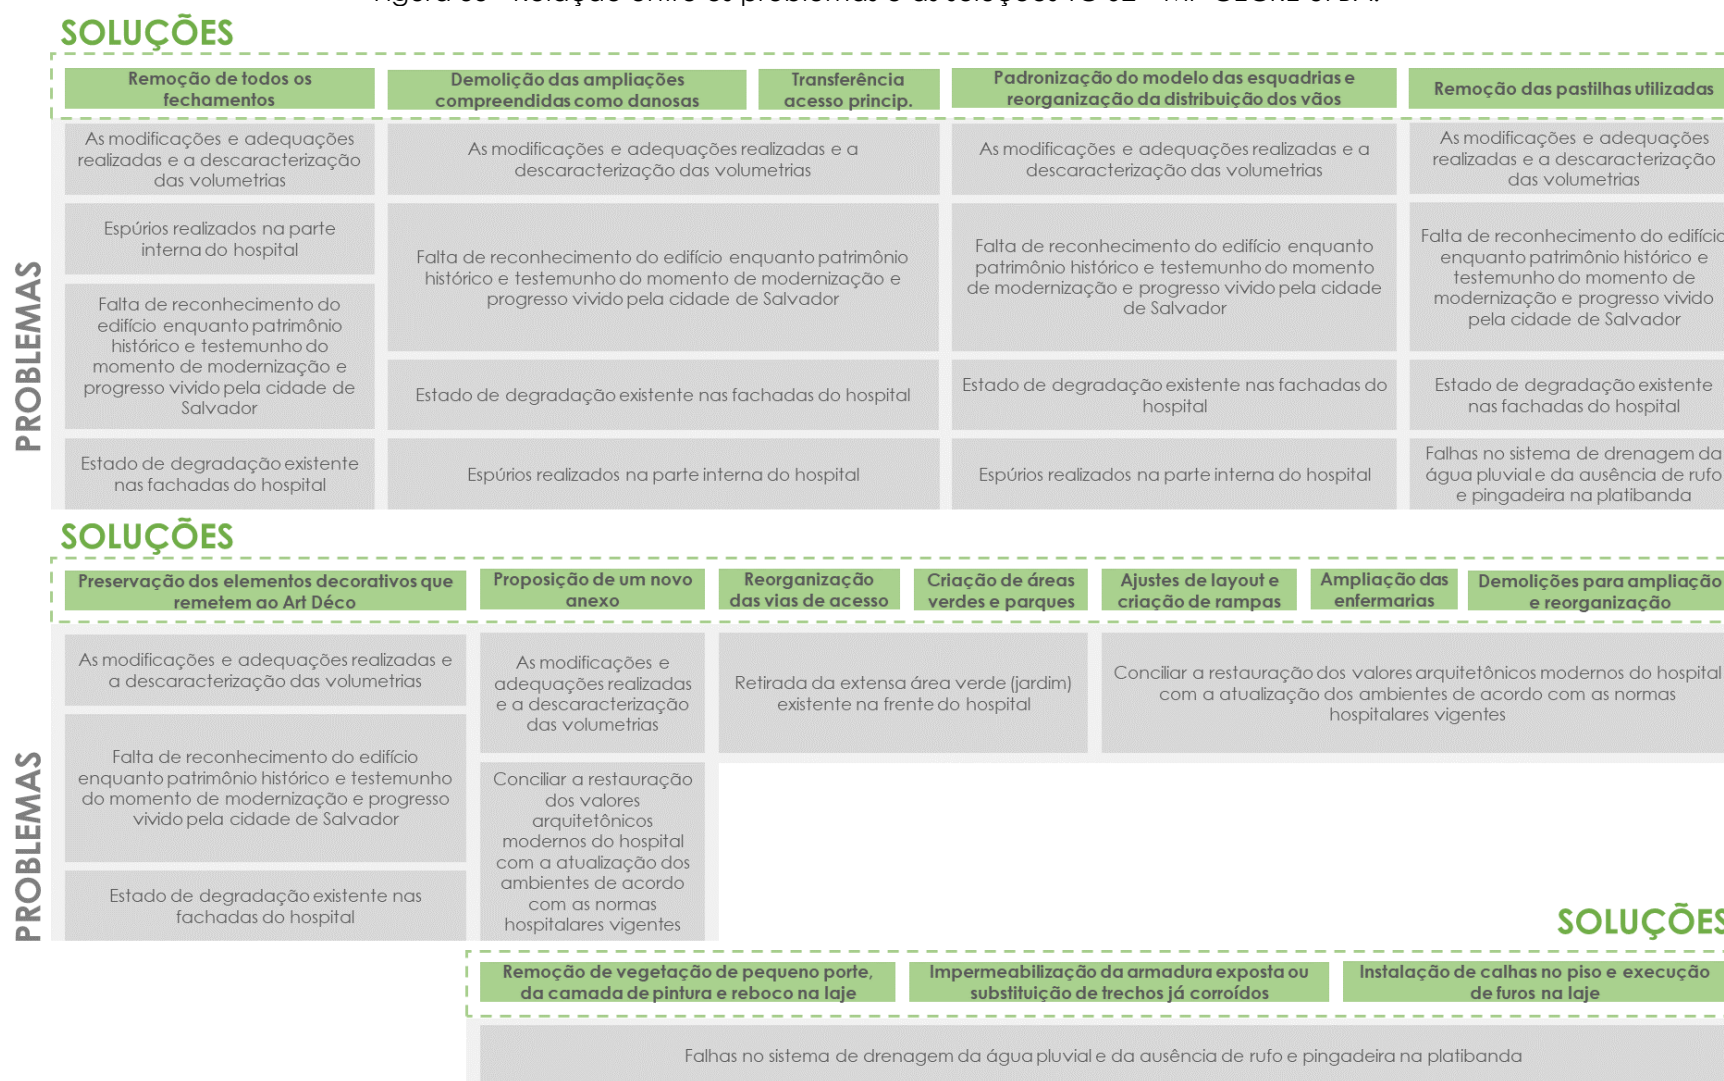 SOLUÇÕES
Remoção de todos os
fechamentos
Demolição das ampliações
compreendidas como danosas
Transferência
acesso princip.
Padronização do modelo das esquadrias e
reorganização da distribuição dos vãos
Remoção das pastilhas utilizadas
PROBLEMAS
As modificações e adequações
realizadas e a descaracterização
das volumetrias
As modificações e adequações realizadas e a
descaracterização das volumetrias
As modificações e adequações realizadas e a
descaracterização das volumetrias
As modificações e adequações
realizadas e a descaracterização
das volumetrias
Espúrios realizados na parte
interna do hospital
Falta de reconhecimento do edifício enquanto patrimônio
histórico e testemunho do momento de modernização e
progresso vivido pela cidade de Salvador
Falta de reconhecimento do edifício enquanto
patrimônio histórico e testemunho do momento
de modernização e progresso vivido pela cidade
de Salvador
Falta de reconhecimento do edifício
enquanto patrimônio histórico e
testemunho do momento de
modernização e progresso vivido
pela cidade de Salvador
Falta de reconhecimento do
edifício enquanto patrimônio
histórico e testemunho do
momento de modernização e
progresso vivido pela cidade de
Salvador
Estado de degradação existente nas fachadas do hospital
Estado de degradação existente nas fachadas do
hospital
Estado de degradação existente
nas fachadas do hospital
Estado de degradação existente
nas fachadas do hospital
Espúrios realizados na parte interna do hospital
Espúrios realizados na parte interna do hospital
Falhas no sistema de drenagem da
água pluvial e da ausência de rufo
e pingadeira na platibanda
SOLUÇÕES
Preservação dos elementos decorativos que
remetem ao Art Déco
Proposição de um novo
anexo
Reorganização
das vias de acesso
Criação de áreas
verdes e parques
Ajustes de layout e
criação de rampas
Ampliação das
enfermarias
Demolições para ampliação
e reorganização
PROBLEMAS
As modificações e adequações realizadas e
a descaracterização das volumetrias
As modificações e
adequações realizadas
e a descaracterização
das volumetrias
Retirada da extensa área verde (jardim)
existente na frente do hospital
Conciliar a restauração dos valores arquitetônicos modernos do hospital
com a atualização dos ambientes de acordo com as normas
hospitalares vigentes
Falta de reconhecimento do edifício
enquanto patrimônio histórico e testemunho
do momento de modernização e progresso
vivido pela cidade de Salvador
Conciliar a restauração
dos valores
arquitetônicos
modernos do hospital
com a atualização dos
ambientes de acordo
com as normas
hospitalares vigentes
Estado de degradação existente nas
fachadas do hospital
SOLUÇÕES
Remoção de vegetação de pequeno porte,
da camada de pintura e reboco na laje
Impermeabilização da armadura exposta ou
substituição de trechos já corroídos
Instalação de calhas no piso e execução
de furos na laje
Falhas no sistema de drenagem da água pluvial e da ausência de rufo e pingadeira na platibanda